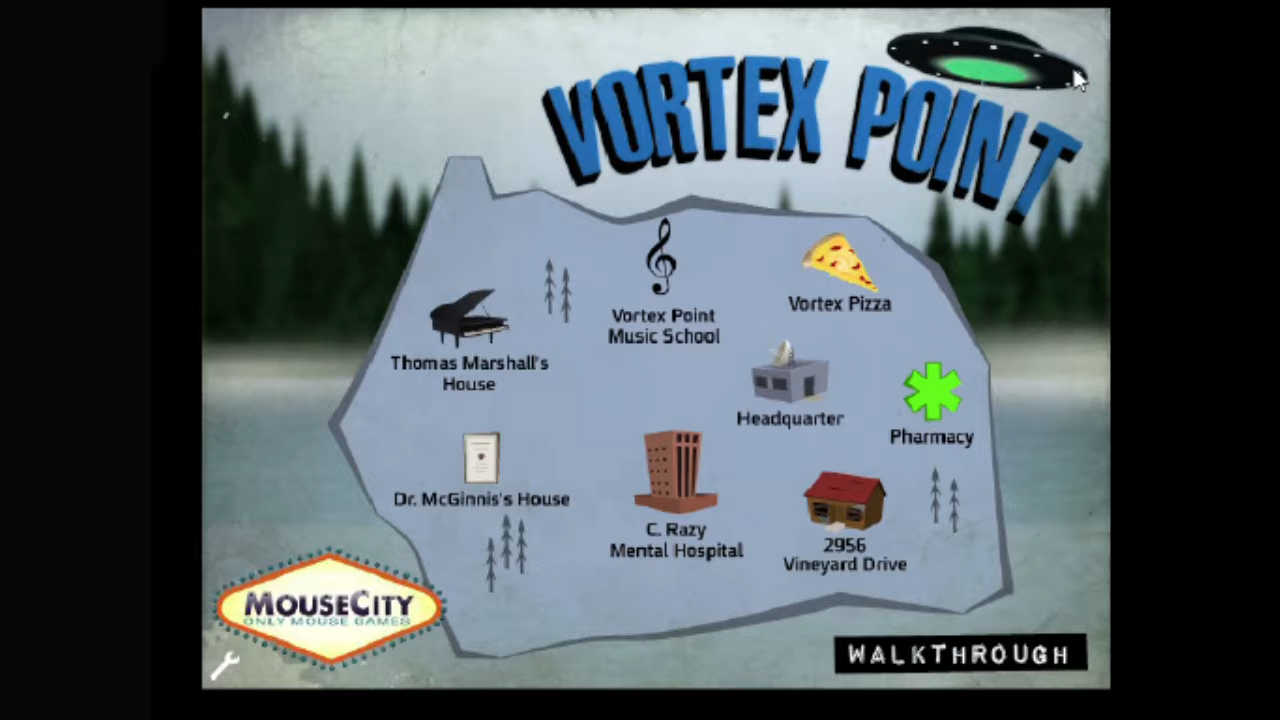 VORTEX POINT
Vortex Point
Music School
Vortex Pizza
Thomas Marshall's
House
Headquarter
Pharmacy
Dr. McGinnis's House
C. Razy
Mental Hospital
2956
Vineyard Drive
MOUSECITY
ONLY MOUSE GAMES
WALKTHROUGH